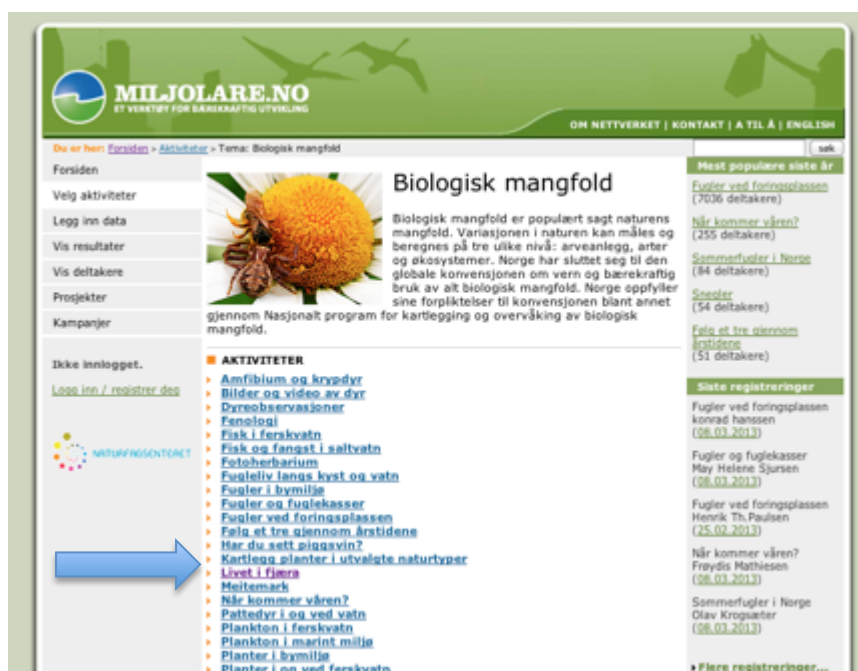 MILJOLARE.NO
ET VERKTØY FOR BÆREKRAFTIG UTVIKLING
OM NETTVERKET | KONTAKT | A TIL Å | ENGLISH
Du er her: Forsiden » Aktiviteter » Tema: Biologisk mangfold
søk
Forsiden
Velg aktiviteter
Legg inn data
Vis resultater
Vis deltakere
Prosjekter
Kampanjer
Ikke innlogget.
Logg inn / registrer deg
NATURFAGSENTERET
Biologisk mangfold
Biologisk mangfold er populært sagt naturens
mangfold. Variasjonen i naturen kan måles og
beregnes på tre ulike nivå: arveanlegg, arter
og økosystemer. Norge har sluttet seg til den
globale konvensjonen om vern og bærekraftig
bruk av alt biologisk mangfold. Norge oppfyller
sine forpliktelser til konvensjonen blant annet
gjennom Nasjonalt program for kartlegging og overvåking av biologisk
mangfold.
AKTIVITETER
Amfibium og krypdyr
Bilder og video av dyr
Dyreobservasjoner
Fenologi
Fisk i ferskvatn
Fisk og fangst i saltvatn
Fotoherbarium
Fugleliv langs kyst og vatn
Fugler i bymiljø
Fugler og fuglekasser
Fugler ved foringsplassen
Følg et tre gjennom årstidene
Har du sett piggsvin?
Kartlegg planter i utvalgte naturtyper
Livet i fjæra
Meitemark
Når kommer våren?
Pattedyr i og ved vatn
Plankton i ferskvatn
Plankton i marint miljø
Planter i bymiljø
Planter i og ved ferskvatn
Mest populære siste år
Fugler ved foringsplassen
(7036 deltakere)
Når kommer våren?
(255 deltakere)
Sommerfugler i Norge
(84 deltakere)
Snegler
(54 deltakere)
Følg et tre gjennom
årstidene
(51 deltakere)
Siste registreringer
Fugler ved foringsplassen
konrad hanssen
(08.03.2013)
Fugler og fuglekasser
May Helene Sjursen
(08.03.2013)
Fugler ved foringsplassen
Henrik Th.Paulsen
(25.02.2013)
Når kommer våren?
Frøydis Mathiesen
(08.03.2013)
Sommerfugler i Norge
Olav Krogsæter
(08.03.2013)
Flere registreringer...